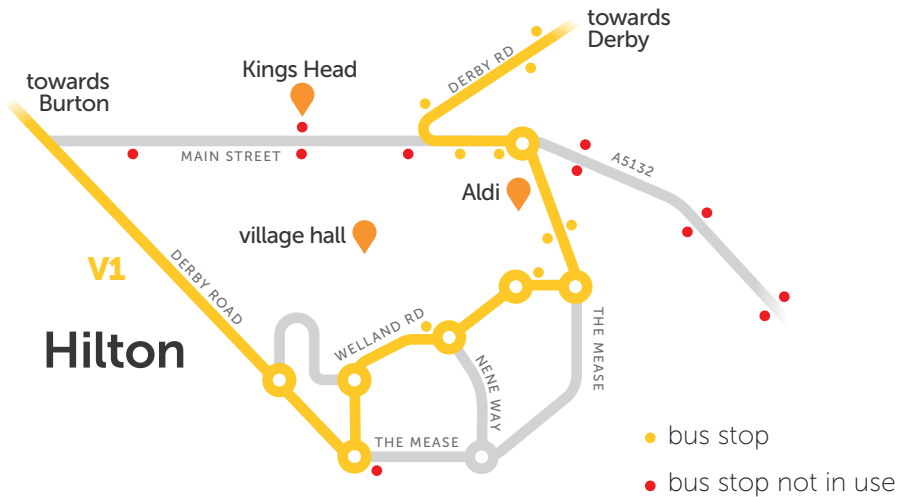 towards
Derby
DERBY RD
Kings Head
towards
Burton
MAIN STREET
A5132
Aldi
village hall
V1
DERBY ROAD
Hilton
WELLAND RD
NENE WAY
THE MEASE
THE MEASE
bus stop
bus stop not in use